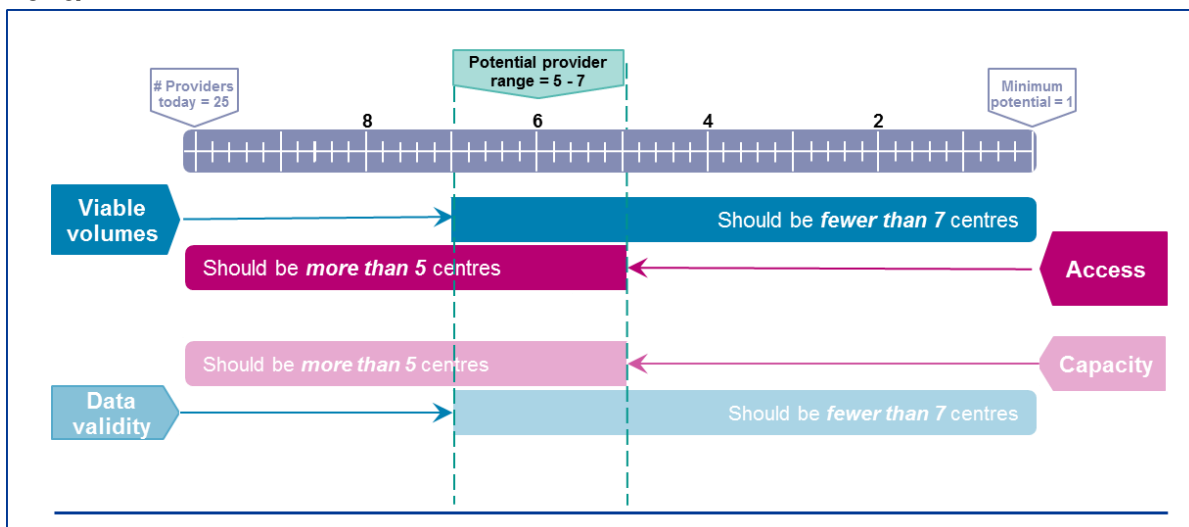 Potential provider
range = 5 - 7
# Providers
today = 25
Minimum
potential = 1
8
6
4
2
Viable
volumes
Should be fewer than 7 centres
Should be more than 5 centres
Access
Should be more than 5 centres
Capacity
Data
validity
Should be fewer than 7 centres